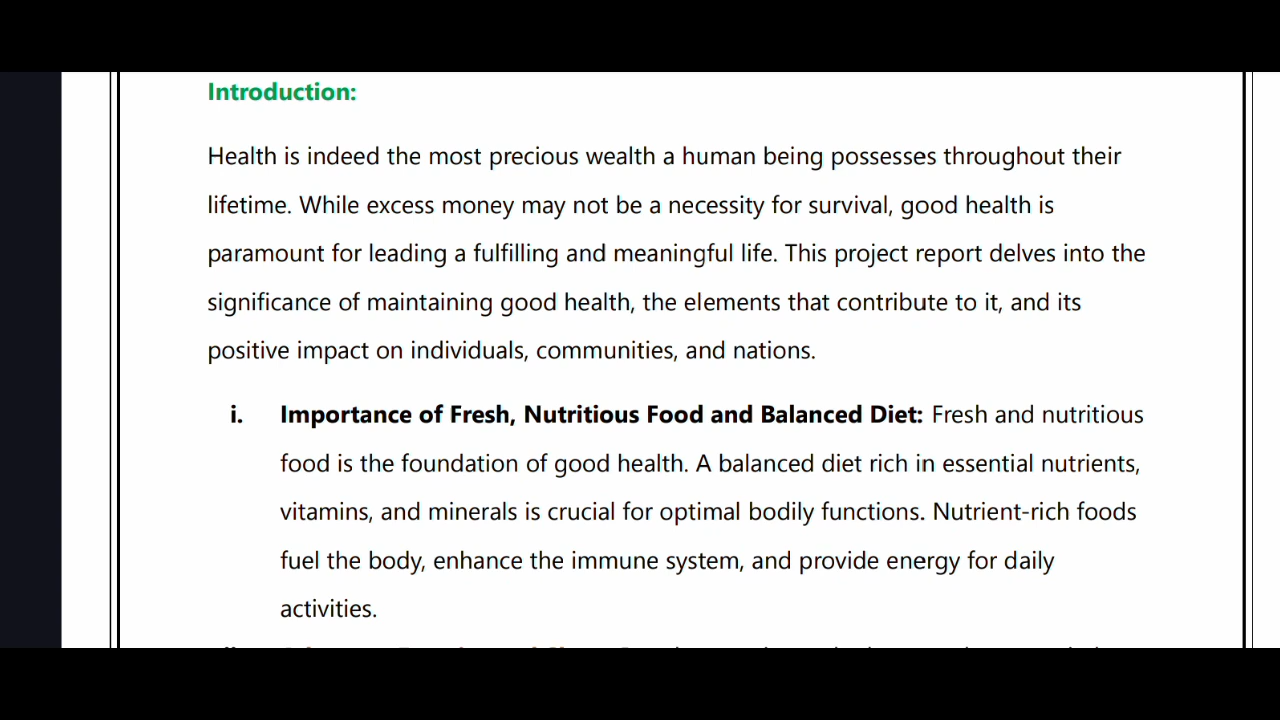 Introduction:
Health is indeed the most precious wealth a human being possesses throughout their
lifetime. While excess money may not be a necessity for survival, good health is
paramount for leading a fulfilling and meaningful life. This project report delves into the
significance of maintaining good health, the elements that contribute to it, and its
positive impact on individuals, communities, and nations.
i. Importance of Fresh, Nutritious Food and Balanced Diet: Fresh and nutritious
food is the foundation of good health. A balanced diet rich in essential nutrients,
vitamins, and minerals is crucial for optimal bodily functions. Nutrient-rich foods
fuel the body, enhance the immune system, and provide energy for daily
activities.